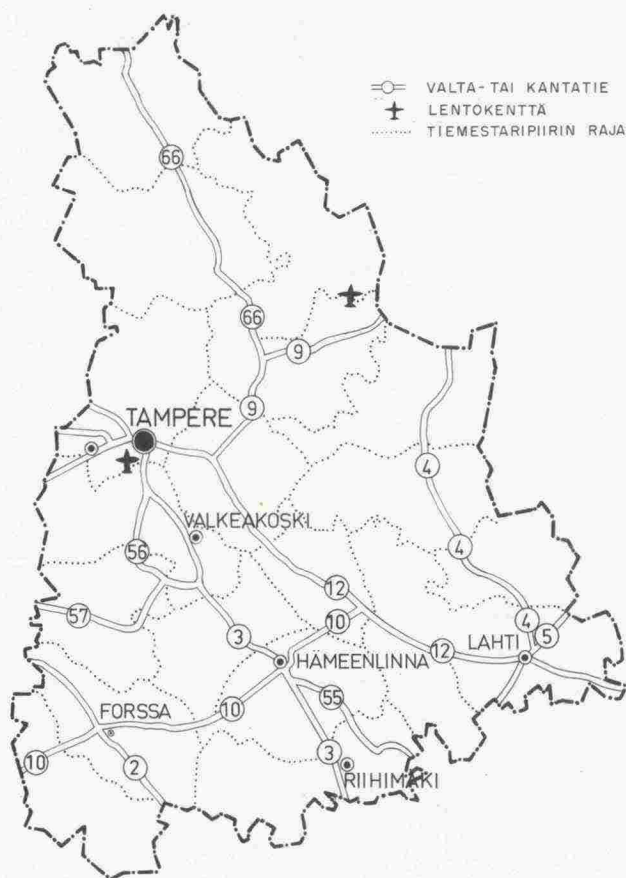 VALTA- TAI KANTATIE
LENTOKENTTÄ
TIEMESTARIPIIRIN RAJA
66
66
9
9
TAMPERE
4
VALKEAKOSKI
4
56
12
10
57
4
5
3
12
LAHTI
HÄMEENLINNA
55
10
FORSSA
3
10
2
RIIHIMÄKI